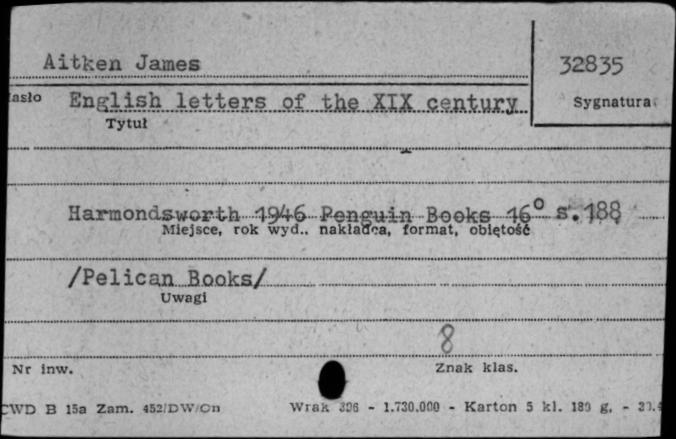 Aitken James
32835
asło
English letters of the XIX century
Sygnatura
Tytuł
Harmondsworth 1946 Penguin Books 16° s.188
Miejsce, rok wyd.. nakładca, format, objętość
/Pelican Books/
Uwagi
8
Nr inw.
Znak klas.
CWD B 15a Zam. 452/DW/Cn
Wrak 306 - 1.730.000 - Karton 5 kl. 180 g, -